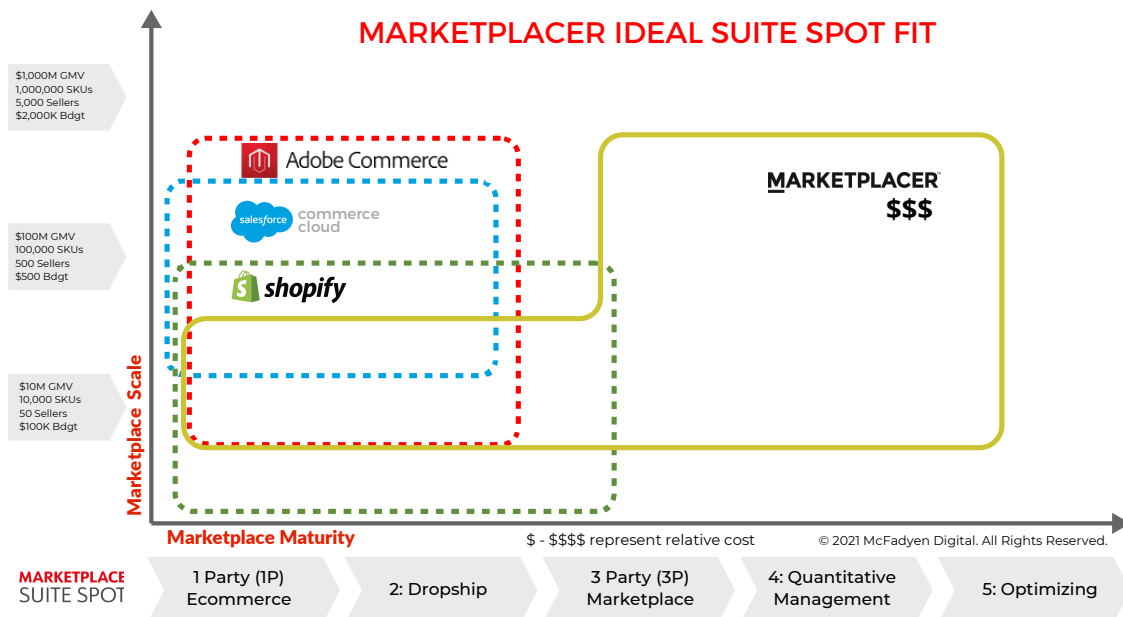 MARKETPLACER IDEAL SUITE SPOT FIT
$1,000M GMV
1,000,000 SKUs
5,000 Sellers
$2,000K Bdgt
Adobe Commerce
MARKETPLACER™
$$$
salesforce
commerce
cloud
$100M GMV
100,000 SKUs
500 Sellers
$500 Bdgt
shopify
$10M GMV
10,000 SKUs
50 Sellers
$100K Bdgt
Marketplace Scale
Marketplace Maturity
$ - $$$$ represent relative cost
© 2021 McFadyen Digital. All Rights Reserved.
MARKETPLACE
SUITE SPOT
1 Party (1P)
Ecommerce
2: Dropship
3 Party (3P)
Marketplace
4: Quantitative
Management
5: Optimizing